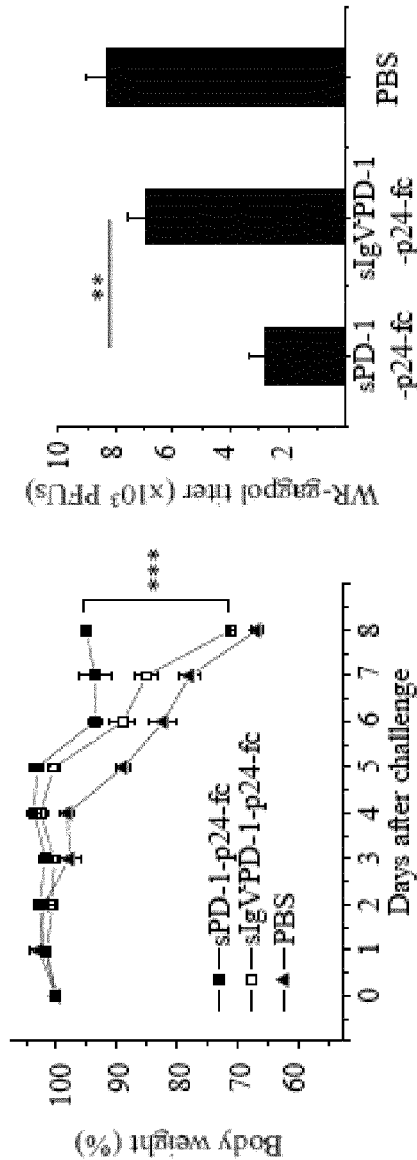 Body weight (%)
100
90
80
70
60
***
sPD-1-p24-fc
sIgVPD-1-p24-fc
PBS
0 1 2 3 4 5 6 7 8
Days after challenge
WR-gagpol titer (x10³ PFUs)
10
8
6
4
2
**
sPD-1
-p24-fc
sIgVPD-1
-p24-fc
PBS